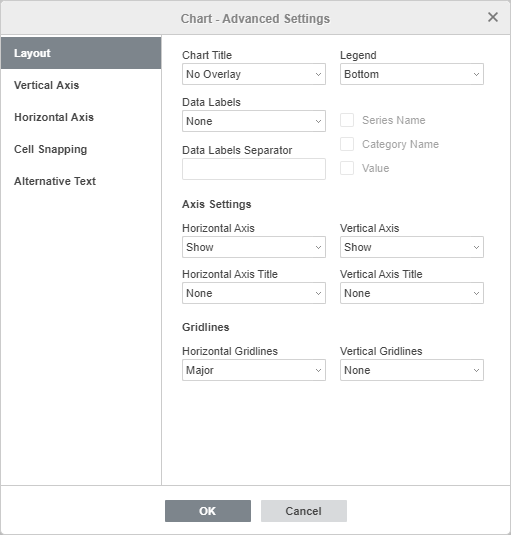 Chart - Advanced Settings
Layout
Vertical Axis
Horizontal Axis
Cell Snapping
Alternative Text
Chart Title
Legend
No Overlay
Bottom
Data Labels
None
Series Name
Category Name
Value
Data Labels Separator
Axis Settings
Horizontal Axis
Vertical Axis
Show
Show
Horizontal Axis Title
Vertical Axis Title
None
None
Gridlines
Horizontal Gridlines
Vertical Gridlines
Major
None
OK
Cancel